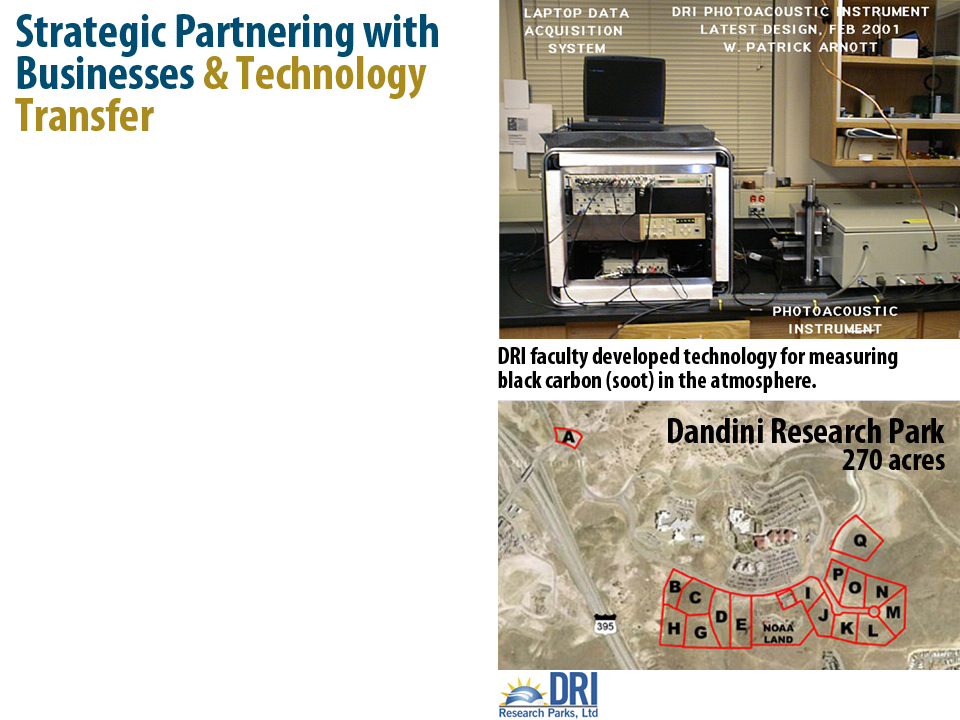 Strategic Partnering with
Businesses & Technology
Transfer
LAPTOP DATA
ACQUISITION
SYSTEM
DRI PHOTOACOUSTIC INSTRUMENT
LATEST DESIGN, FEB 2001
W. PATRICK ARNOTT
PHOTOACOUSTIC
INSTRUMENT
DRI faculty developed technology for measuring
black carbon (soot) in the atmosphere.
Dandini Research Park
270 acres
A
Q
B
C
D
E
H
G
NOAA
LAND
I
J
K
L
M
N
O
P
395
DRI
Research Parks, Ltd